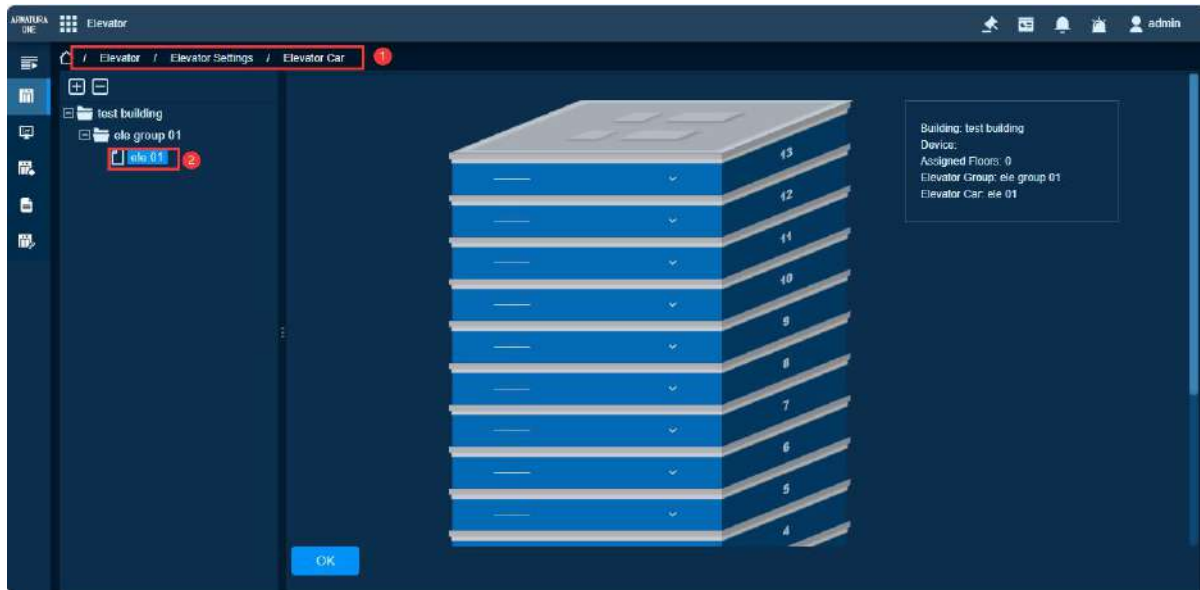 ARMATURA
ONE
Elevator
admin
/ Elevator / Elevator Settings / Elevator Car
1
test building
ele group 01
ele 01
2
13
12
11
10
9
8
7
6
5
4
Building: test building
Device:
Assigned Floors: 0
Elevator Group: ele group 01
Elevator Car: ele 01
OK